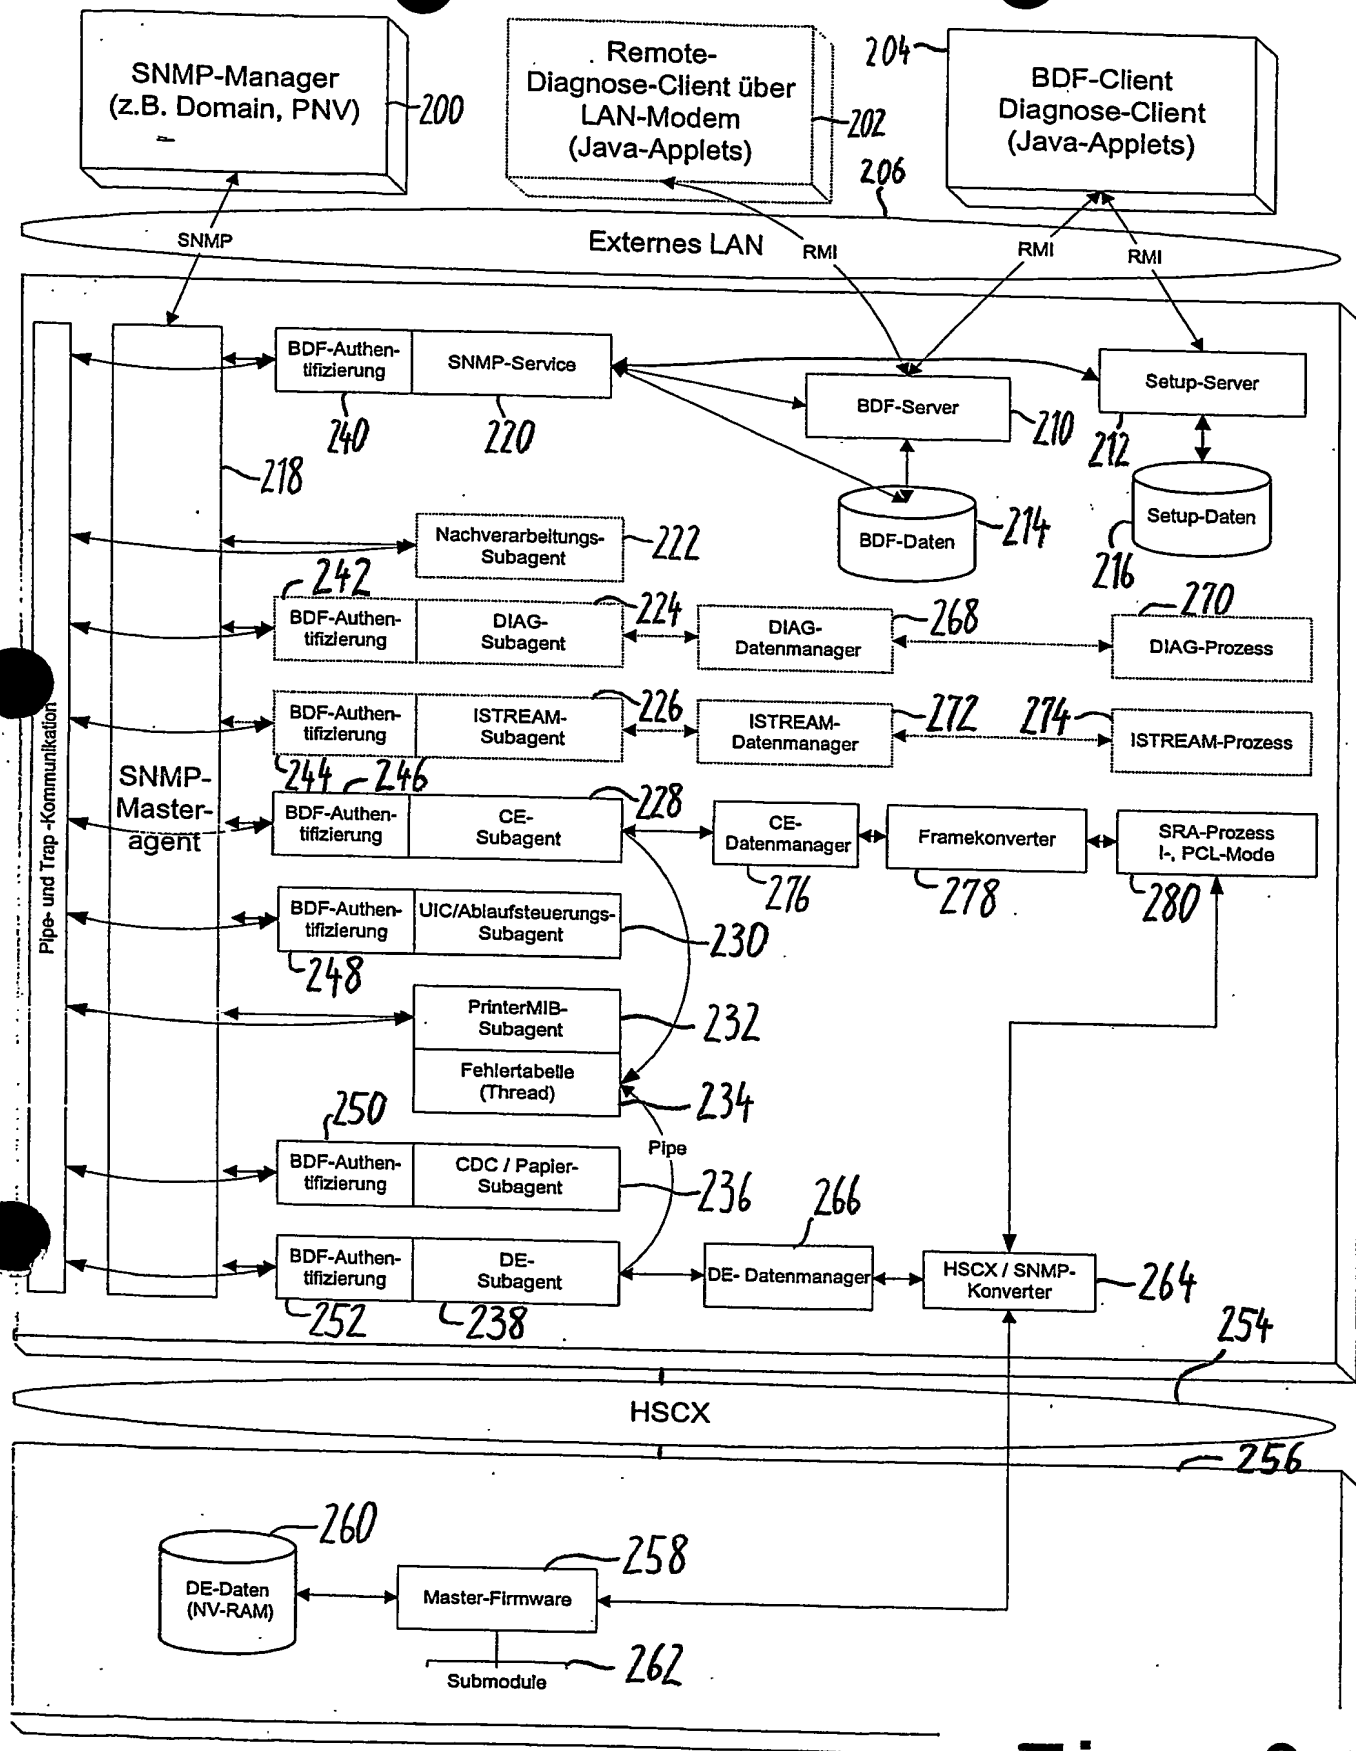 SNMP-Manager
(z.B. Domain, PNV)
200
Remote-
Diagnose-Client über
LAN-Modem
(Java-Applets)
202
204
BDF-Client
Diagnose-Client
(Java-Applets)
206
Externes LAN
SNMP
RMI
RMI
RMI
Pipe- und Trap -Kommunikation
SNMP-
Master-
agent
218
BDF-Authen-
tifizierung
240
SNMP-Service
220
BDF-Server
210
Setup-Server
212
BDF-Daten
214
Setup-Daten
216
Nachverarbeitungs-
Subagent
222
242
BDF-Authen-
tifizierung
DIAG-
Subagent
224
DIAG-
Datenmanager
268
270
DIAG-Prozess
BDF-Authen-
tifizierung
244
ISTREAM-
Subagent
226
ISTREAM-
Datenmanager
272
274
ISTREAM-Prozess
246
BDF-Authen-
tifizierung
CE-
Subagent
228
CE-
Datenmanager
276
Framekonverter
278
SRA-Prozess
I-, PCL-Mode
280
BDF-Authen-
tifizierung
248
UIC/Ablaufsteuerungs-
Subagent
230
PrinterMIB-
Subagent
232
Fehlertabelle
(Thread)
234
250
Pipe
BDF-Authen-
tifizierung
CDC / Papier-
Subagent
236
BDF-Authen-
tifizierung
252
DE-
Subagent
238
266
DE- Datenmanager
HSCX / SNMP-
Konverter
264
254
HSCX
256
260
DE-Daten
(NV-RAM)
258
Master-Firmware
262
Submodule